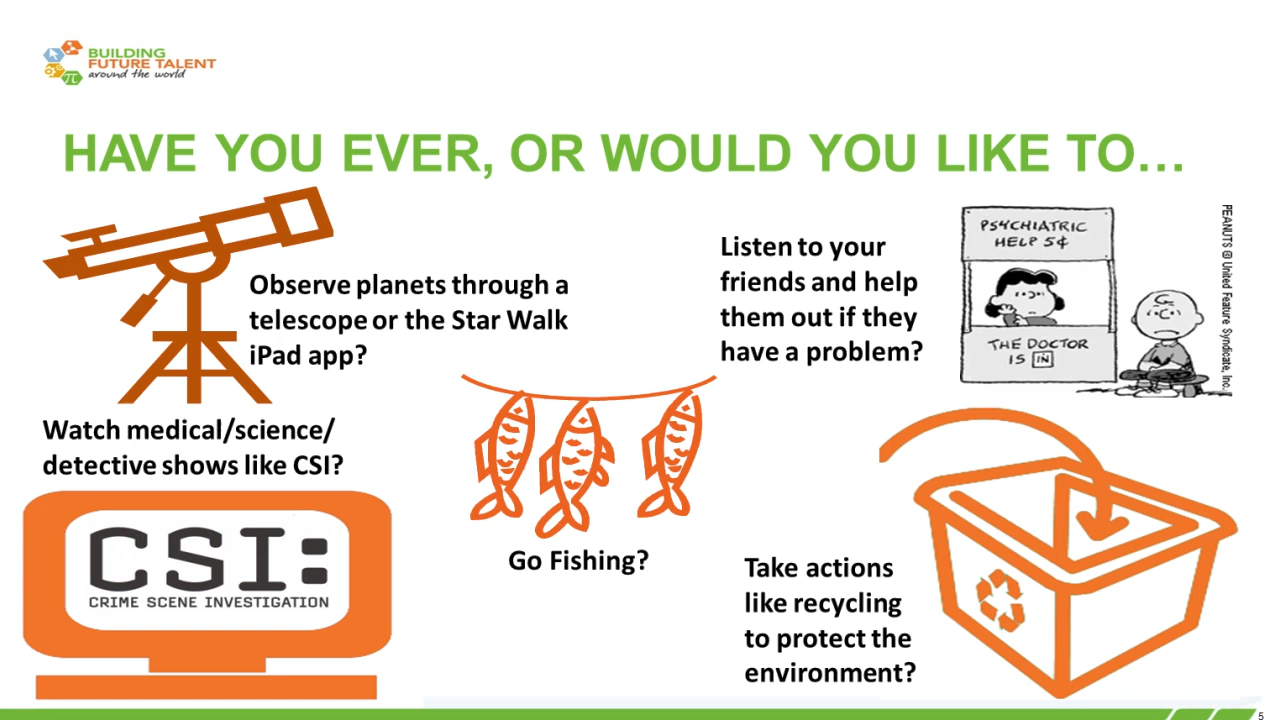 BUILDING
FUTURE TALENT
around the world
HAVE YOU EVER, OR WOULD YOU LIKE TO…
Observe planets through a
telescope or the Star Walk
iPad app?
Listen to your
friends and help
them out if they
have a problem?
PSYCHIATRIC
HELP 5¢
THE DOCTOR
IS IN
PEANUTS © United Feature Syndicate, Inc.
Watch medical/science/
detective shows like CSI?
CSI:
CRIME SCENE INVESTIGATION
Go Fishing?
Take actions
like recycling
to protect the
environment?
5